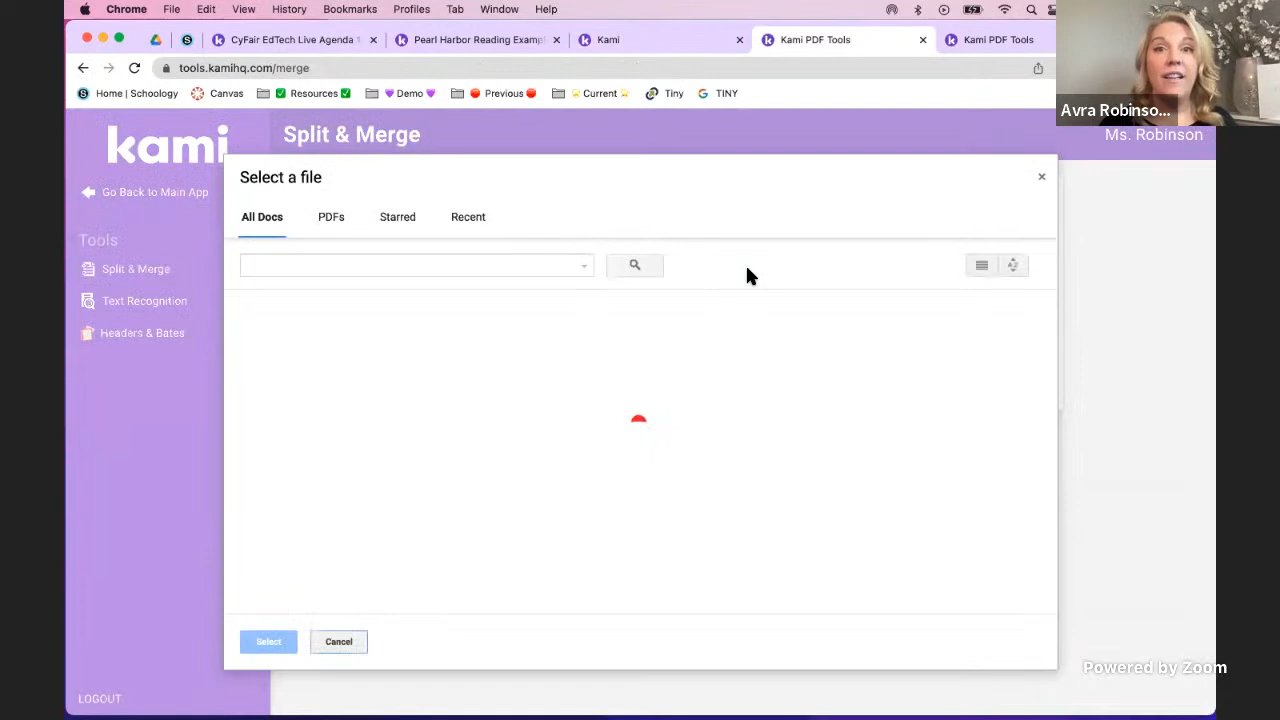 Chrome File Edit View History Bookmarks Profiles Tab Window Help
CyFair EdTech Live Agenda Pearl Harbor Reading Examp Kami Kami PDF Tools Kami PDF Tools
tools.kamihq.com/merge
Home | Schoology Canvas Resources Demo Previous Current Tiny TINY
Avra Robinso...
kami Split & Merge Ms. Robinson
Select a file
Go Back to Main App
All Docs PDFs Starred Recent
Tools
Split & Merge
Text Recognition
Headers & Bates
Select Cancel
Powered by Zoom
LOGOUT